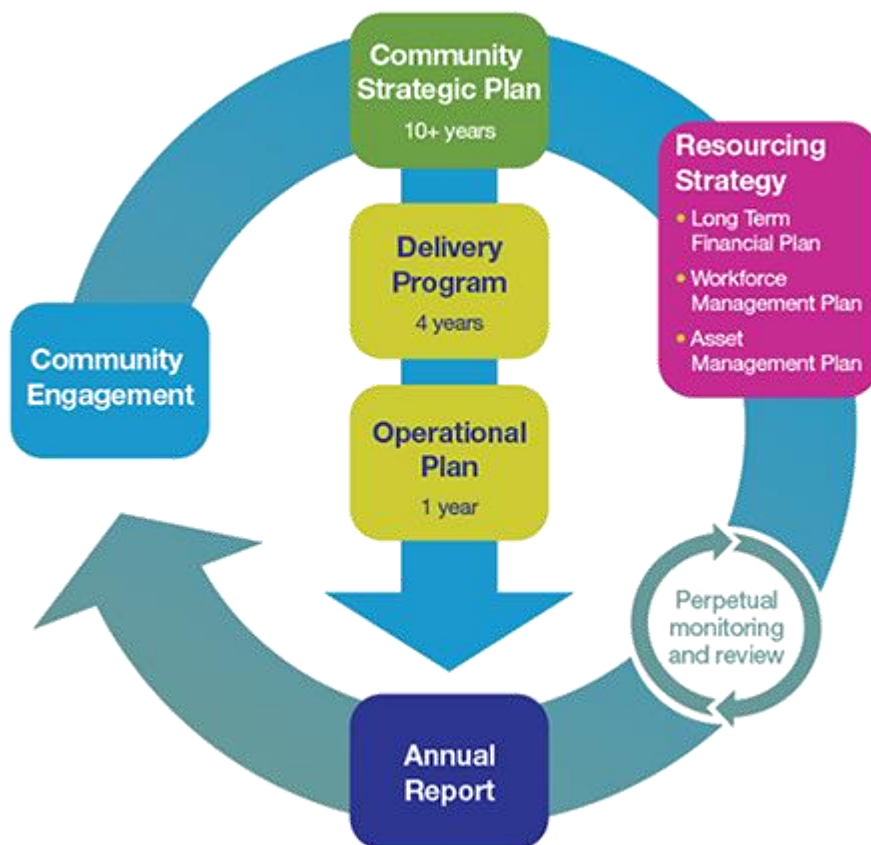 Community
Strategic Plan
10+ years
Resourcing
Strategy
• Long Term
Financial Plan
• Workforce
Management Plan
• Asset
Management Plan
Delivery
Program
4 years
Community
Engagement
Operational
Plan
1 year
Perpetual
monitoring
and review
Annual
Report